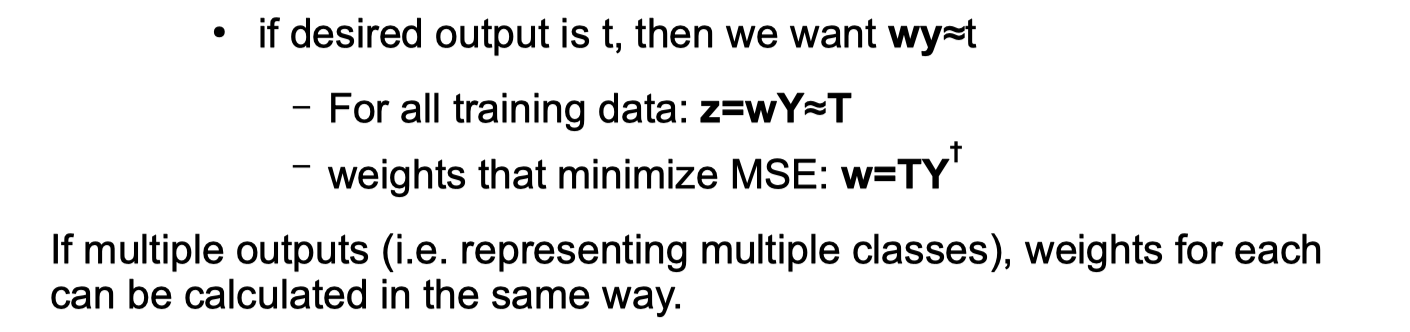 • if desired output is t, then we want wy≈t
– For all training data: z=wY≈T
– weights that minimize MSE: w=TY†
If multiple outputs (i.e. representing multiple classes), weights for each
can be calculated in the same way.